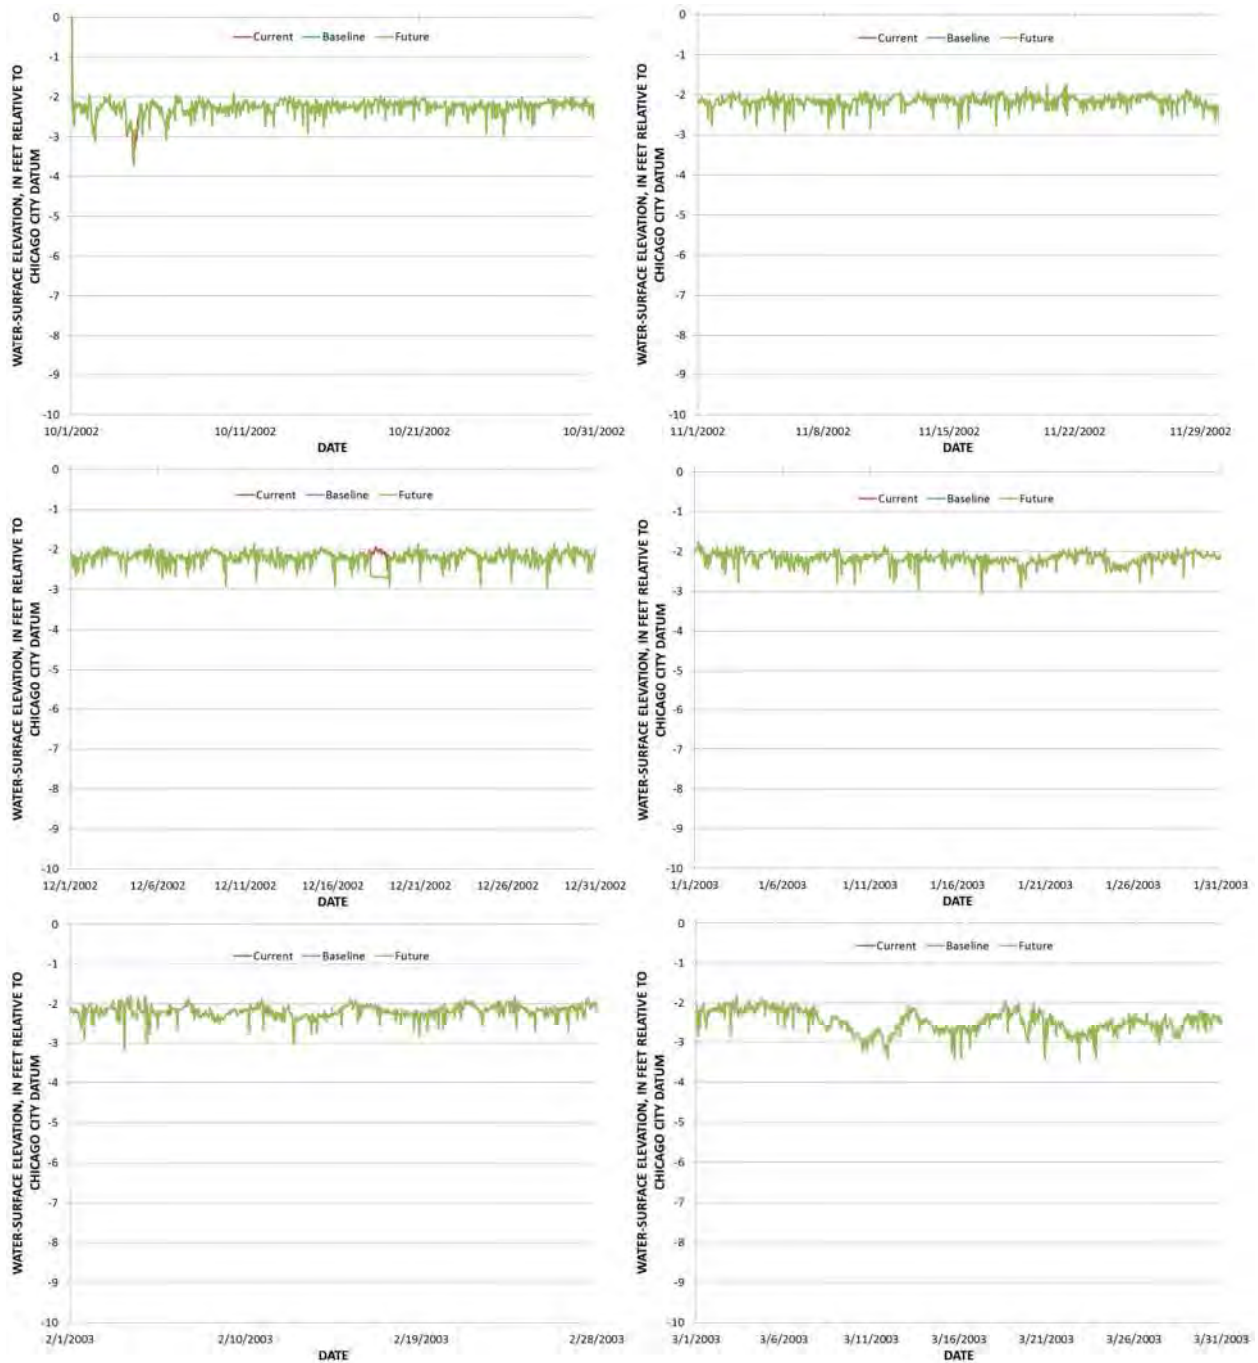 WATER-SURFACE ELEVATION, IN FEET RELATIVE TO
CHICAGO CITY DATUM
0
-1
-2
-3
-4
-5
-6
-7
-8
-9
-10
Current Baseline Future
10/1/2002 10/11/2002 10/21/2002 10/31/2002
DATE
WATER-SURFACE ELEVATION, IN FEET RELATIVE TO
CHICAGO CITY DATUM
0
-1
-2
-3
-4
-5
-6
-7
-8
-9
-10
Current Baseline Future
11/1/2002 11/8/2002 11/15/2002 11/22/2002 11/29/2002
DATE
WATER-SURFACE ELEVATION, IN FEET RELATIVE TO
CHICAGO CITY DATUM
0
-1
-2
-3
-4
-5
-6
-7
-8
-9
-10
Current Baseline Future
12/1/2002 12/6/2002 12/11/2002 12/16/2002 12/21/2002 12/26/2002 12/31/2002
DATE
WATER-SURFACE ELEVATION, IN FEET RELATIVE TO
CHICAGO CITY DATUM
0
-1
-2
-3
-4
-5
-6
-7
-8
-9
-10
Current Baseline Future
1/1/2003 1/6/2003 1/11/2003 1/16/2003 1/21/2003 1/26/2003 1/31/2003
DATE
WATER-SURFACE ELEVATION, IN FEET RELATIVE TO
CHICAGO CITY DATUM
0
-1
-2
-3
-4
-5
-6
-7
-8
-9
-10
Current Baseline Future
2/1/2003 2/10/2003 2/19/2003 2/28/2003
DATE
WATER-SURFACE ELEVATION, IN FEET RELATIVE TO
CHICAGO CITY DATUM
0
-1
-2
-3
-4
-5
-6
-7
-8
-9
-10
Current Baseline Future
3/1/2003 3/6/2003 3/11/2003 3/16/2003 3/21/2003 3/26/2003 3/31/2003
DATE